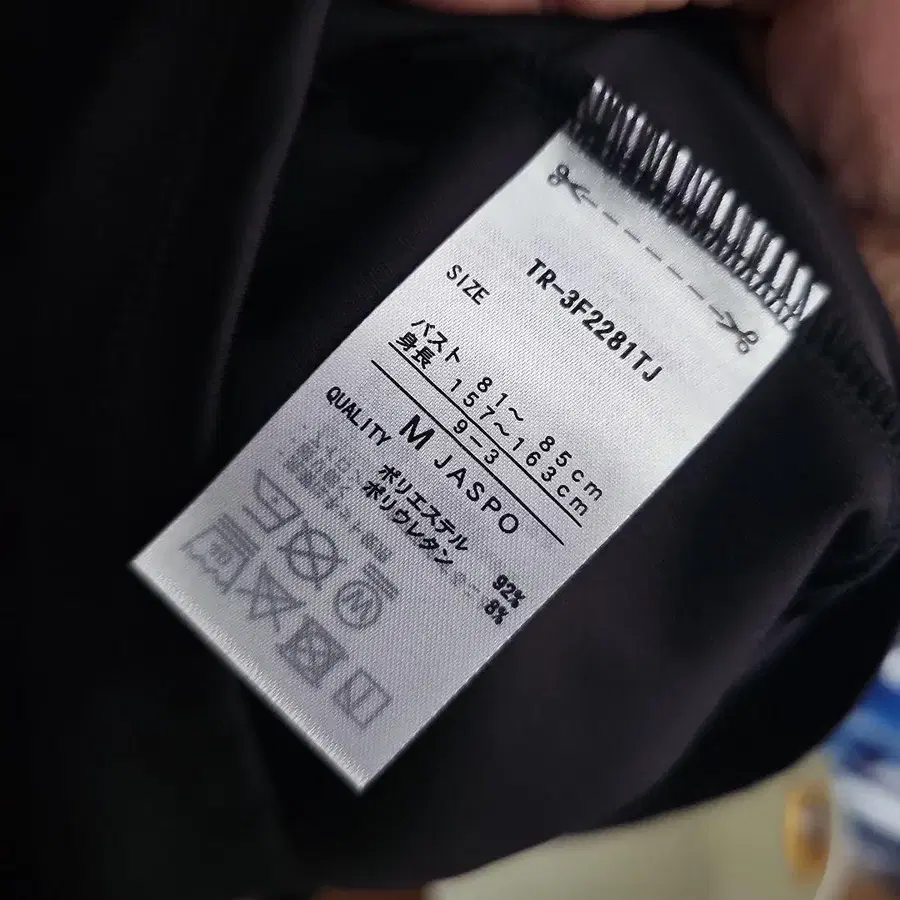 TR-3F2281TJ
SIZE
バスト 81~ 85cm
身長 157~163cm
9-3
M JASPO
QUALITY
ポリエステル 92%
ポリウレタン 8%